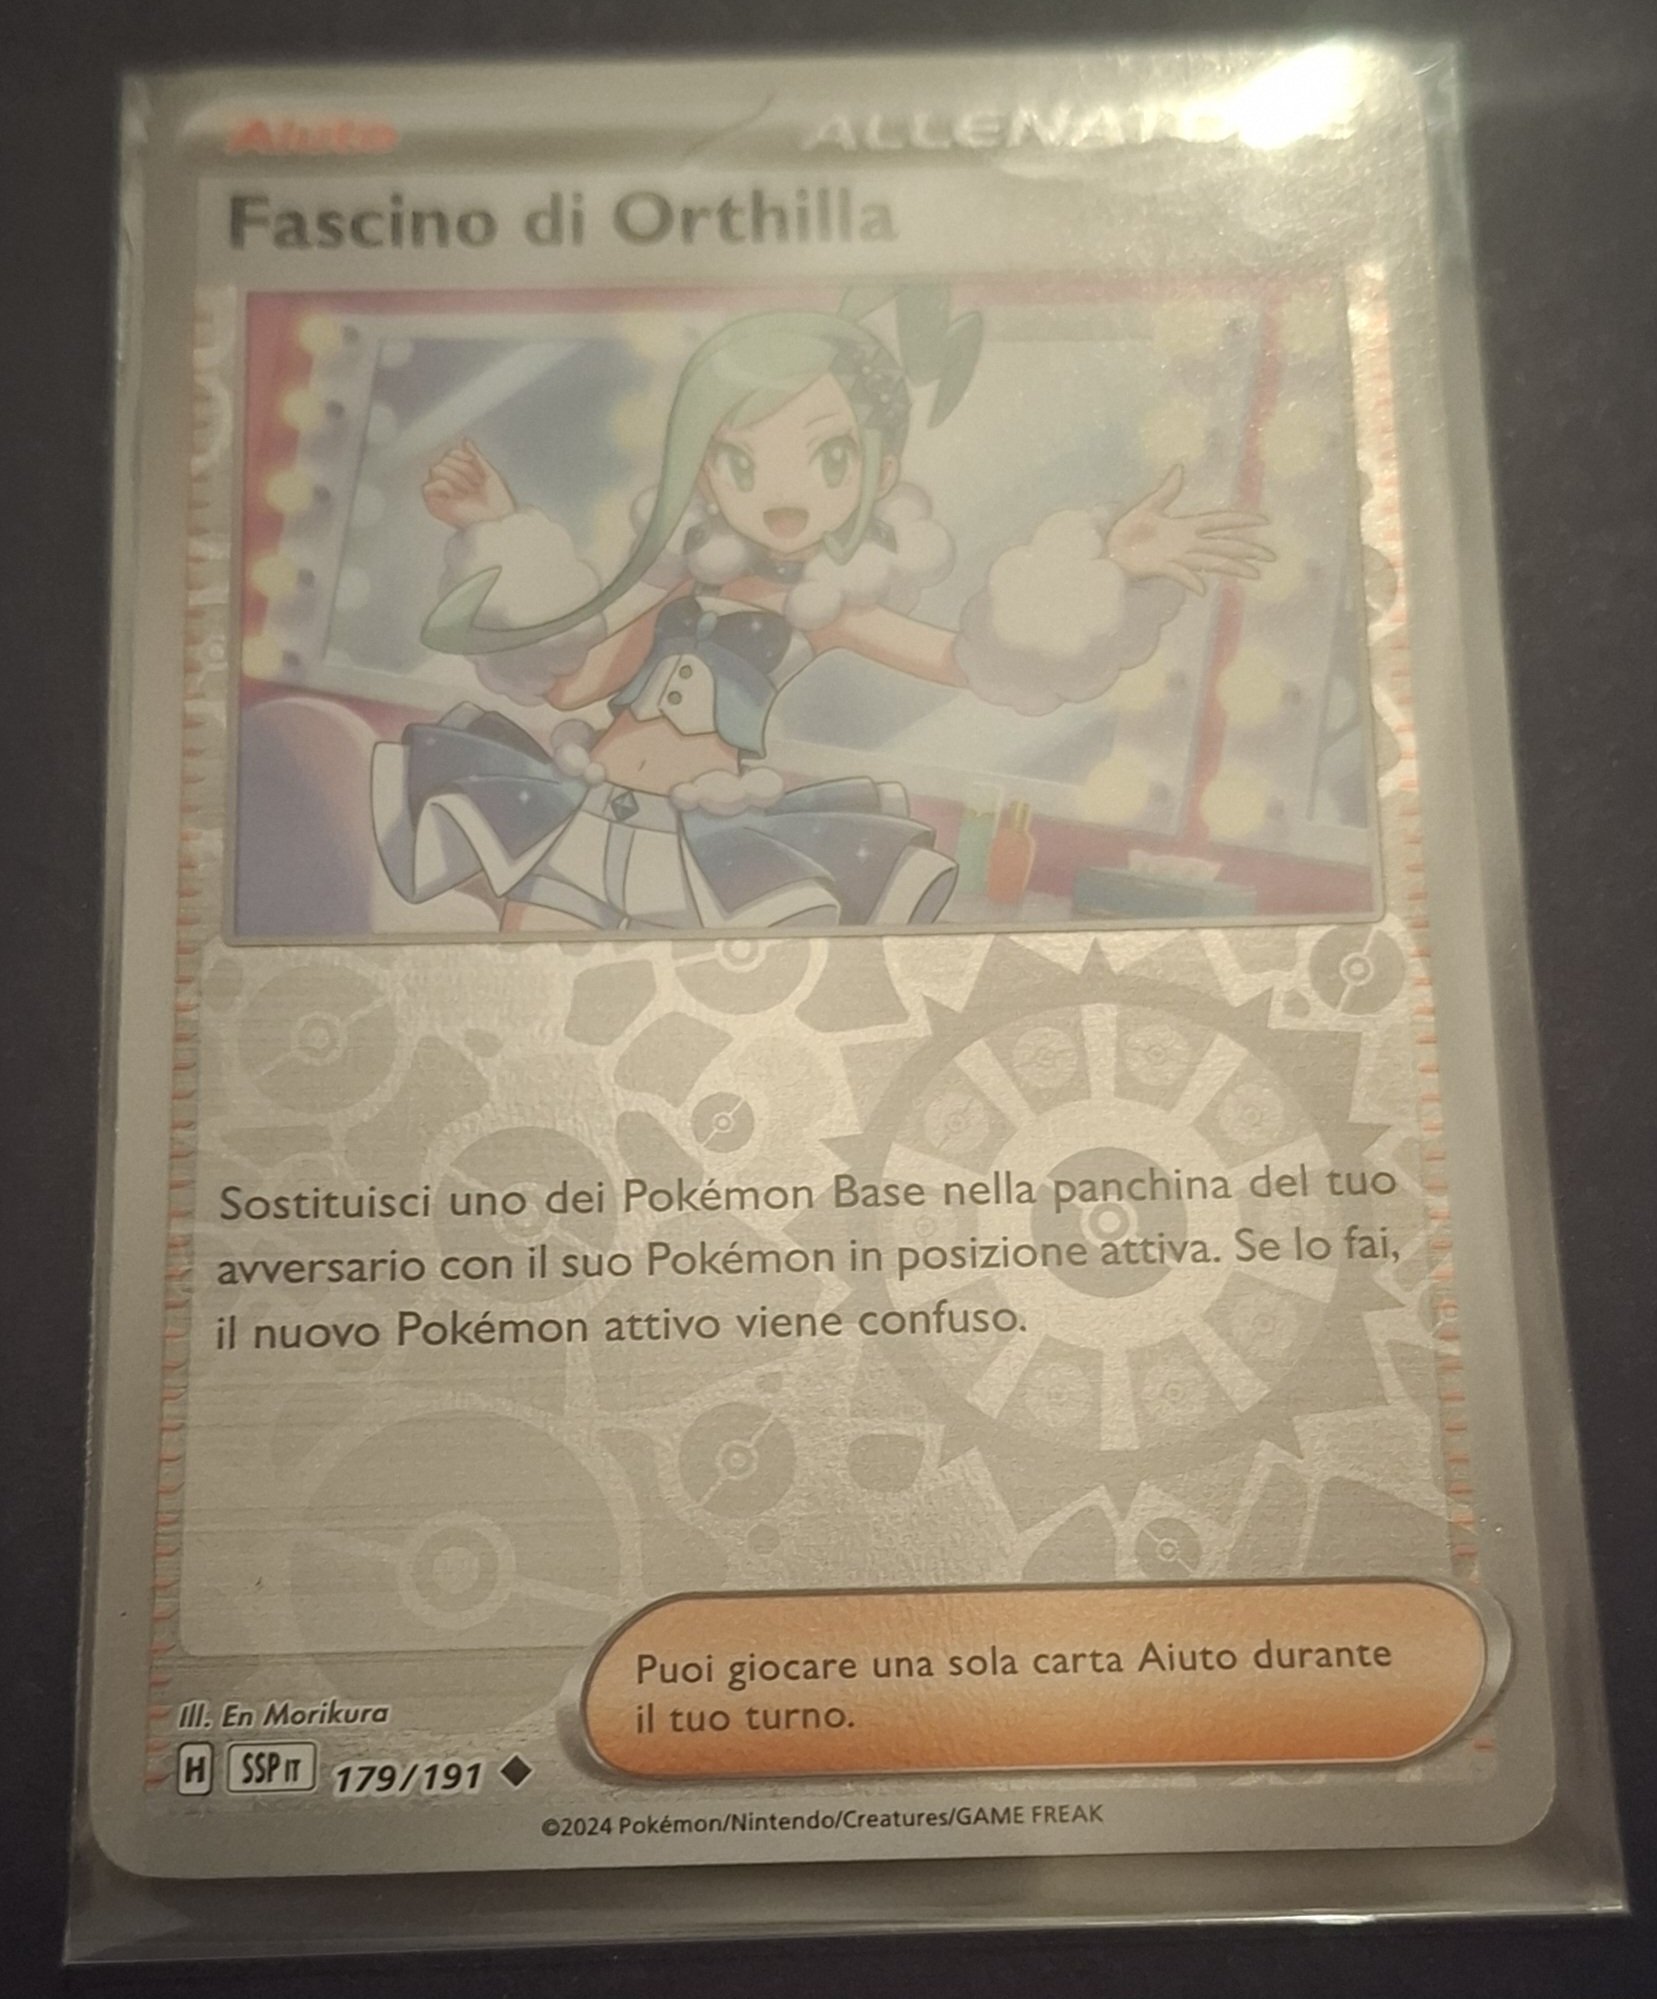 Aiuto
ALLENATORE
Fascino di Orthilla
Sostituisci uno dei Pokémon Base nella panchina del tuo
avversario con il suo Pokémon in posizione attiva. Se lo fai,
il nuovo Pokémon attivo viene confuso.
Puoi giocare una sola carta Aiuto durante
il tuo turno.
Ill. En Morikura
H SSP IT 179/191
©2024 Pokémon/Nintendo/Creatures/GAME FREAK